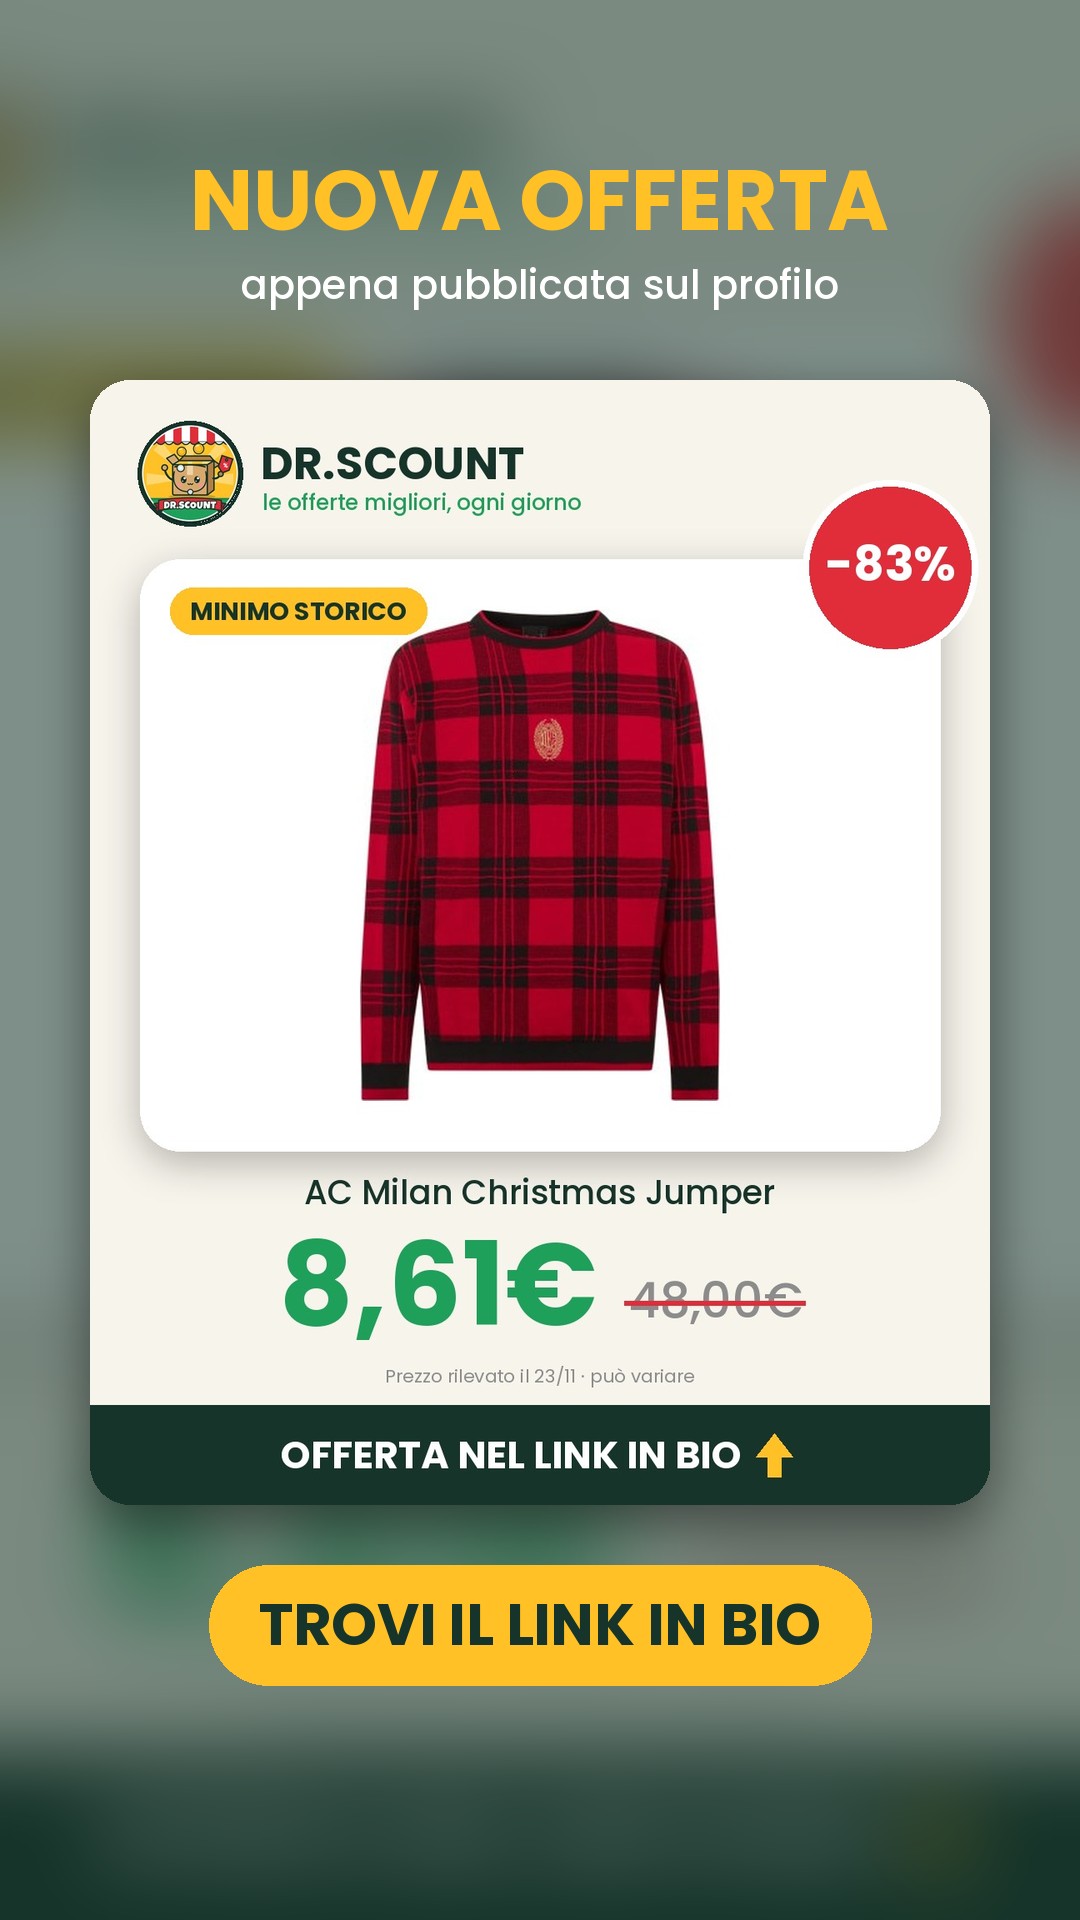 NUOVA OFFERTA
appena pubblicata sul profilo
DR.SCOUNT
DR.SCOUNT
le offerte migliori, ogni giorno
-83%
MINIMO STORICO
AC Milan Christmas Jumper
8,61€ 48,00€
Prezzo rilevato il 23/11 · può variare
OFFERTA NEL LINK IN BIO
TROVI IL LINK IN BIO